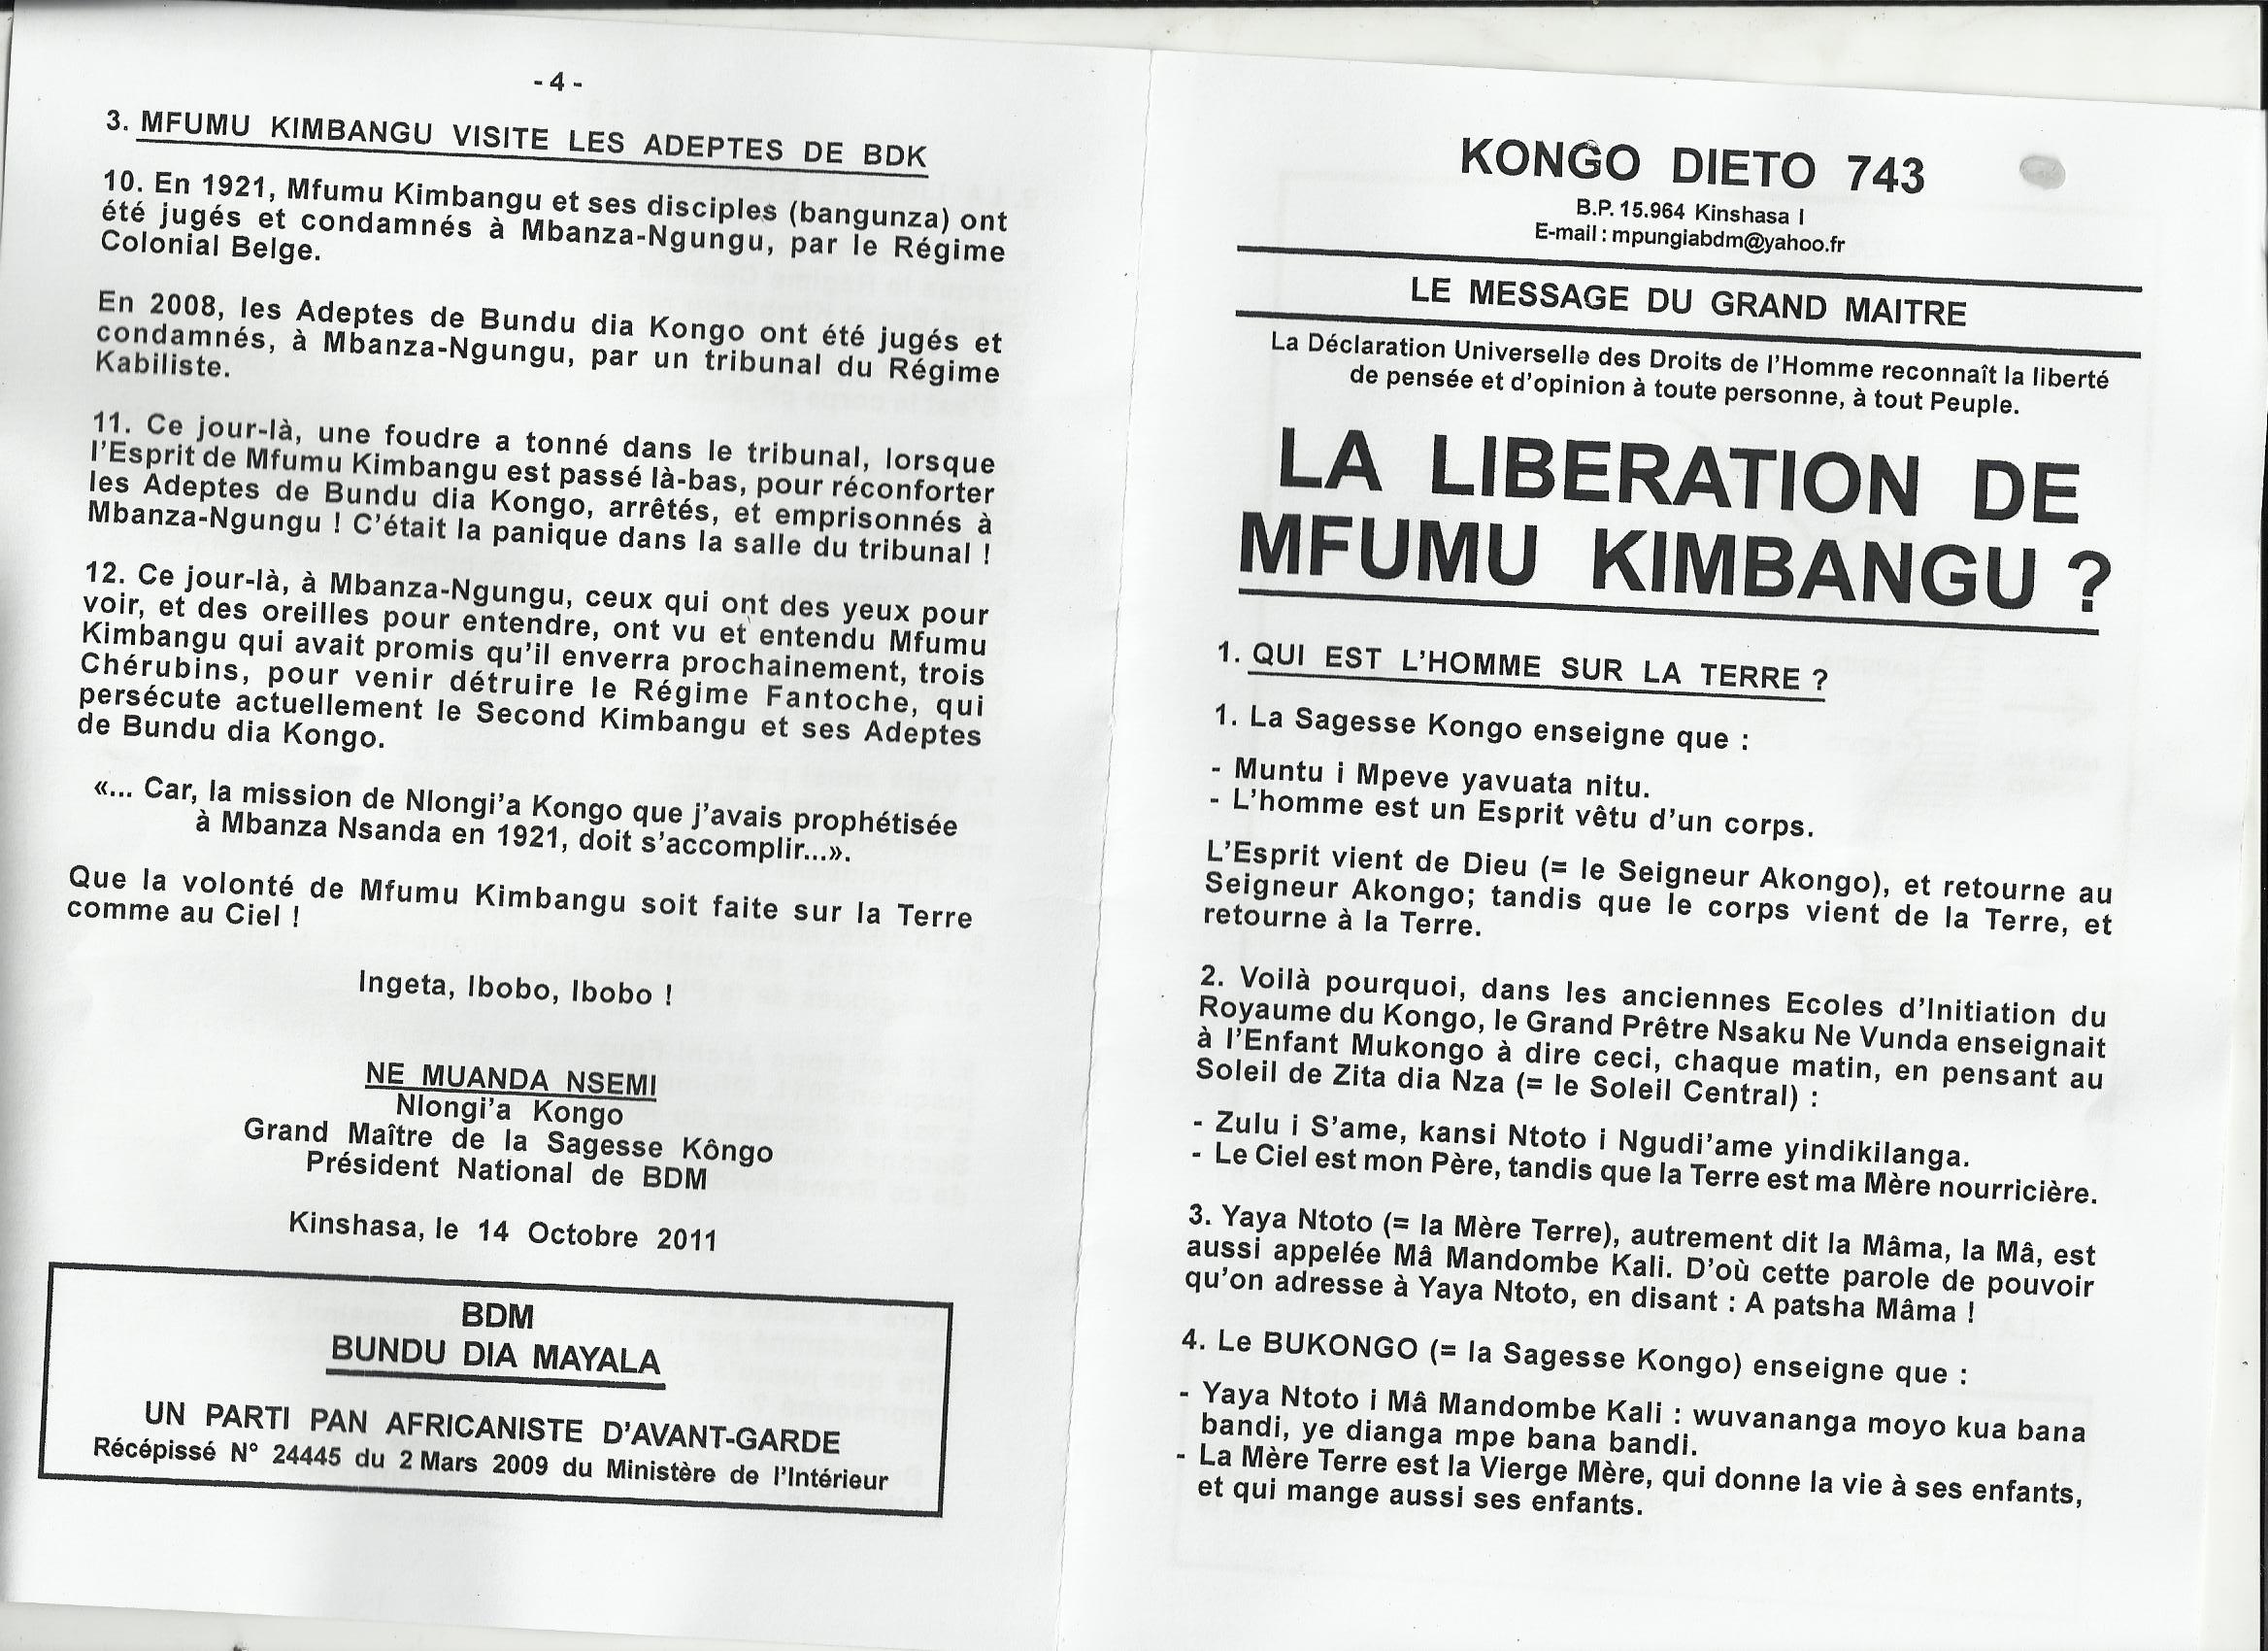 - 4 -
3. MFUMU KIMBANGU VISITE LES ADEPTES DE BDK
10. En 1921, Mfumu Kimbangu et ses disciples (bangunza) ont
été jugés et condamnés à Mbanza-Ngungu, par le Régime
Colonial Belge.
En 2008, les Adeptes de Bundu dia Kongo ont été jugés et
condamnés, à Mbanza-Ngungu, par un tribunal du Régime
Kabiliste.
11. Ce jour-là, une foudre a tonné dans le tribunal, lorsque
l'Esprit de Mfumu Kimbangu est passé là-bas, pour réconforter
les Adeptes de Bundu dia Kongo, arrêtés, et emprisonnés à
Mbanza-Ngungu ! C'était la panique dans la salle du tribunal !
12. Ce jour-là, à Mbanza-Ngungu, ceux qui ont des yeux pour
voir, et des oreilles pour entendre, ont vu et entendu Mfumu
Kimbangu qui avait promis qu'il enverra prochainement, trois
Chérubins, pour venir détruire le Régime Fantoche, qui
persécute actuellement le Second Kimbangu et ses Adeptes
de Bundu dia Kongo.
«... Car, la mission de Nlongi'a Kongo que j'avais prophétisée
à Mbanza Nsanda en 1921, doit s'accomplir...».
Que la volonté de Mfumu Kimbangu soit faite sur la Terre
comme au Ciel !
Ingeta, Ibobo, Ibobo !
NE MUANDA NSEMI
Nlongi'a Kongo
Grand Maître de la Sagesse Kôngo
Président National de BDM
Kinshasa, le 14 Octobre 2011
BDM
BUNDU DIA MAYALA
UN PARTI PAN AFRICANISTE D'AVANT-GARDE
Récépissé N° 24445 du 2 Mars 2009 du Ministère de l'Intérieur
KONGO DIETO 743
B.P. 15.964 Kinshasa I
E-mail : mpungiabdm@yahoo.fr
LE MESSAGE DU GRAND MAITRE
La Déclaration Universelle des Droits de l'Homme reconnaît la liberté
de pensée et d'opinion à toute personne, à tout Peuple.
LA LIBERATION DE
MFUMU KIMBANGU ?
1. QUI EST L'HOMME SUR LA TERRE ?
1. La Sagesse Kongo enseigne que :
- Muntu i Mpeve yavuata nitu.
- L'homme est un Esprit vêtu d'un corps.
L'Esprit vient de Dieu (= le Seigneur Akongo), et retourne au
Seigneur Akongo; tandis que le corps vient de la Terre, et
retourne à la Terre.
2. Voilà pourquoi, dans les anciennes Ecoles d'Initiation du
Royaume du Kongo, le Grand Prêtre Nsaku Ne Vunda enseignait
à l'Enfant Mukongo à dire ceci, chaque matin, en pensant au
Soleil de Zita dia Nza (= le Soleil Central) :
- Zulu i S'ame, kansi Ntoto i Ngudi'ame yindikilanga.
- Le Ciel est mon Père, tandis que la Terre est ma Mère nourricière.
3. Yaya Ntoto (= la Mère Terre), autrement dit la Mâma, la Mâ, est
aussi appelée Mâ Mandombe Kali. D'où cette parole de pouvoir
qu'on adresse à Yaya Ntoto, en disant : A patsha Mâma !
4. Le BUKONGO (= la Sagesse Kongo) enseigne que :
- Yaya Ntoto i Mâ Mandombe Kali : wuvananga moyo kua bana
bandi, ye dianga mpe bana bandi.
- La Mère Terre est la Vierge Mère, qui donne la vie à ses enfants,
et qui mange aussi ses enfants.